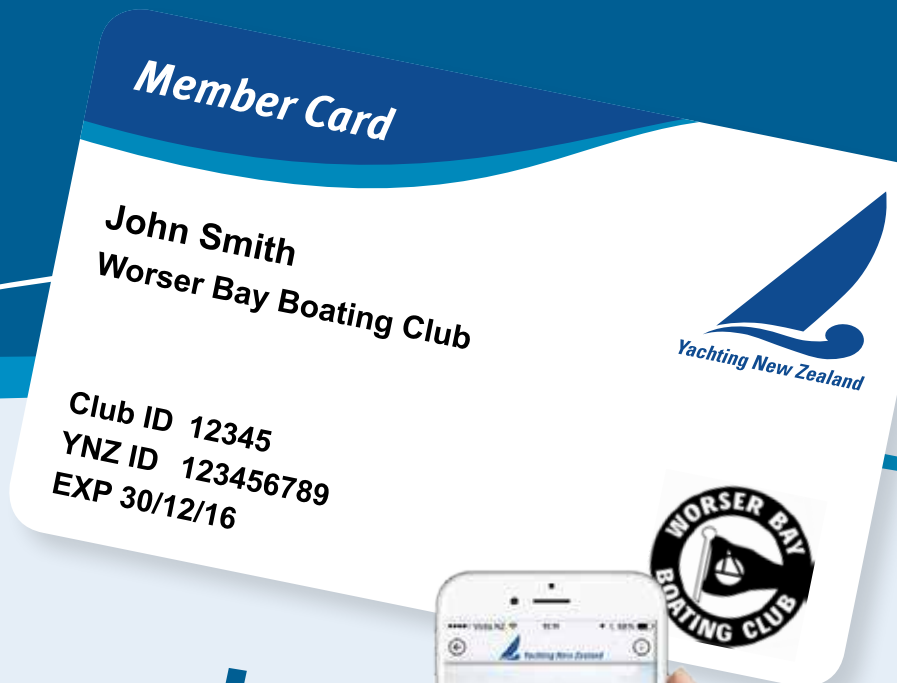 Member Card
John Smith
Worser Bay Boating Club
Yachting New Zealand
Club ID 12345
YNZ ID 123456789
EXP 30/12/16
WORSER BAY
BOATING CLUB
Yachting New Zealand